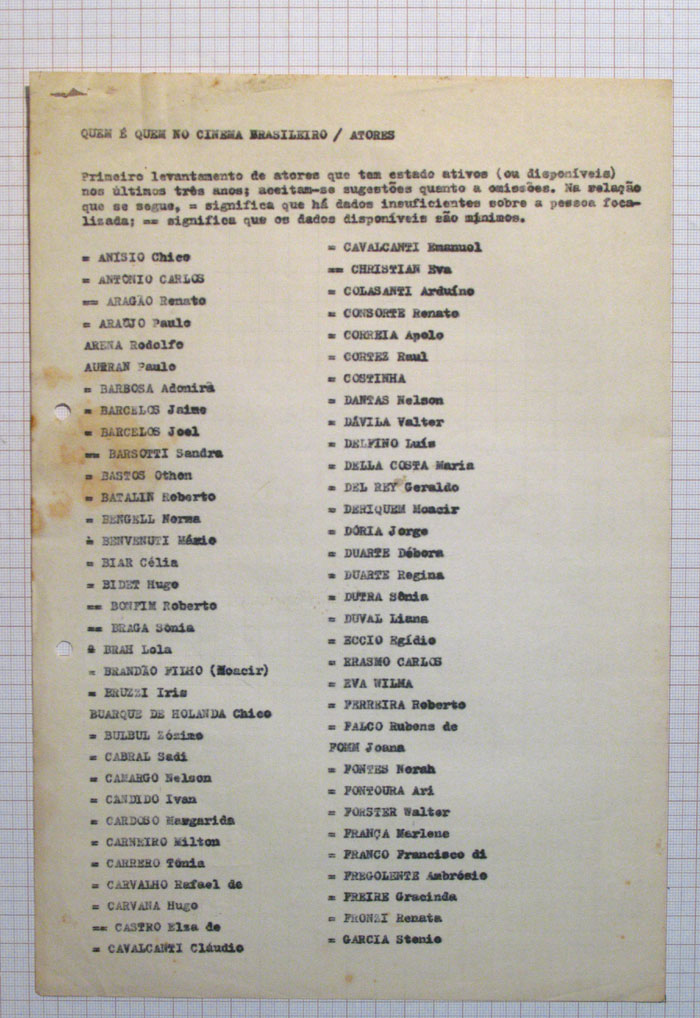 QUEM É QUEM NO CINEMA BRASILEIRO / ATORES
Primeiro levantamento de atores que tem estado ativos (ou disponíveis)
nos últimos três anos; aceitam-se sugestões quanto a omissões. Na relação
que se segue, = significa que há dados insuficientes sobre a pessoa foca-
lizada; == significa que os dados disponíveis são mínimos.
= ANÍSIO Chico
= ANTÔNIO CARLOS
== ARAGÃO Renato
= ARAÚJO Paulo
ARENA Rodolfo
AUTRAN Paulo
= BARBOSA Adonirã
= BARCELOS Jaime
= BARCELOS Joel
== BARSOTTI Sandra
= BASTOS Othon
= BATALIN Roberto
= BENGELL Norma
= BENVENUTI Mário
= BIAR Célia
= BIDET Hugo
== BONFIM Roberto
== BRAGA Sônia
= BRAH Lola
= BRANDÃO FILHO (Moacir)
= BRUZZI Iris
BUARQUE DE HOLANDA Chico
= BULBUL Zózimo
= CABRAL Sadi
= CAMARGO Nelson
= CANDIDO Ivan
= CARDOSO Margarida
= CARNEIRO Milton
= CARRERO Tônia
= CARVALHO Rafael de
= CARVANA Hugo
== CASTRO Elza de
= CAVALCANTI Cláudio
= CAVALCANTI Emanuel
== CHRISTIAN Eva
= COLASANTI Arduíno
= CONSORTE Renato
= CORREIA Apolo
= CORTEZ Raul
= COSTINHA
= DANTAS Nelson
= DÁVILA Valter
= DELFINO Luís
= DELLA COSTA Maria
= DEL REY Geraldo
= DERIQUEM Moacir
= DÓRIA Jorge
= DUARTE Débora
= DUARTE Regina
= DUTRA Sônia
= DUVAL Liana
= ECCIO Egídio
= ERASMO CARLOS
= EVA WILMA
= FERREIRA Roberto
= FALCO Rubens de
FOMM Joana
= FONTES Norah
= FONTOURA Ari
= FORSTER Walter
= FRANÇA Marlene
= FRANCO Francisco di
= FREGOLENTE Ambrósio
= FREIRE Gracinda
= FRONZI Renata
= GARCIA Stenio